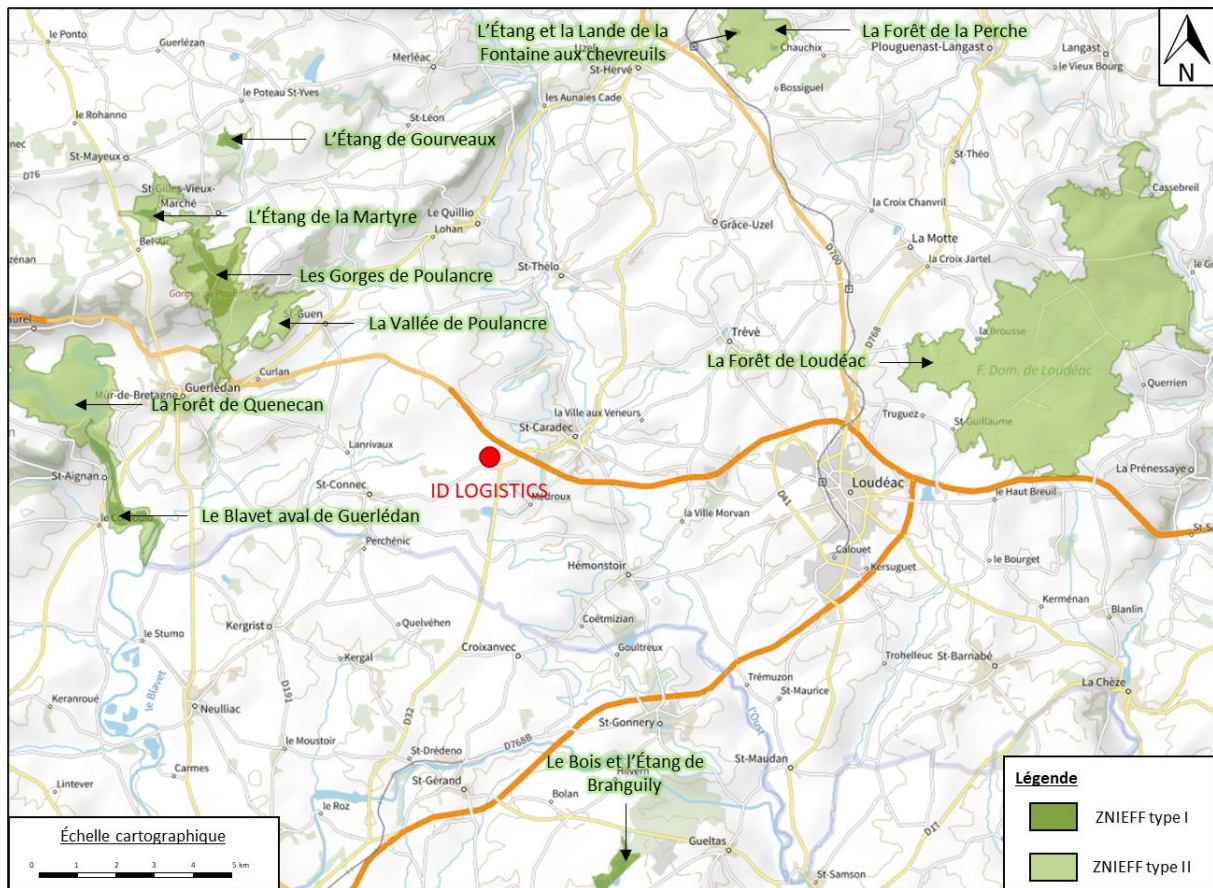 le Ponto
Guerlézan
Merléac
Uzel
St-Hervé
L'Étang et la Lande de la
Fontaine aux chevreuils
La Forêt de la Perche
le Chauchix
Plouguenast-Langast
Langast
le Vieux Bourg
Bossiguel
N
le Poteau St-Yves
les Aunaies Cade
le Rohanno
St-Léon
L'Étang de Gourveaux
St-Mayeux
D76
St-Théo
Cassebreil
St-Gilles-Vieux-
Marché
L'Étang de la Martyre
Le Quillio
Lohan
la Croix Chanvril
Grâce-Uzel
La Motte
la Croix Jartel
D700
St-Thélo
Les Gorges de Poulancre
St-Guen
La Vallée de Poulancre
Trévé
D768
la Brousse
La Forêt de Loudéac
F. Dom. de Loudéac
Querrien
Curlan
Guerlédan
Mûr-de-Bretagne
La Forêt de Quenecan
la Ville aux Veneurs
Truguez
St-Guillaume
St-Caradec
Lanrivaux
St-Aignan
St-Connec
ID LOGISTICS
Médroux
Loudéac
La Prénessaye
le Haut Breuil
D41
la Ville Morvan
Le Blavet aval de Guerlédan
Perchénic
Calouet
Kersuguet
le Bourget
Hémonstoir
Kerménan
Blanlin
Coëtmizian
Quelvéhen
le Stumo
Kergrist
Croixanvec
Goultreux
Kergal
Trohelleuc
St-Barnabé
Trémuzon
St-Maurice
La Chèze
Keranroué
le Blavet
D191
Neulliac
l'Oust
D32
St-Gonnery
le Moustoir
St-Drédeno
D768B
St-Maudan
Carmes
Lintever
St-Gérand
Le Bois et l'Étang de
Branguily
Hilvern
Bolan
le Roz
Gueltas
D17
St-Samson
Échelle cartographique
0 1 2 3 4 5 km
Légende
ZNIEFF type I
ZNIEFF type II